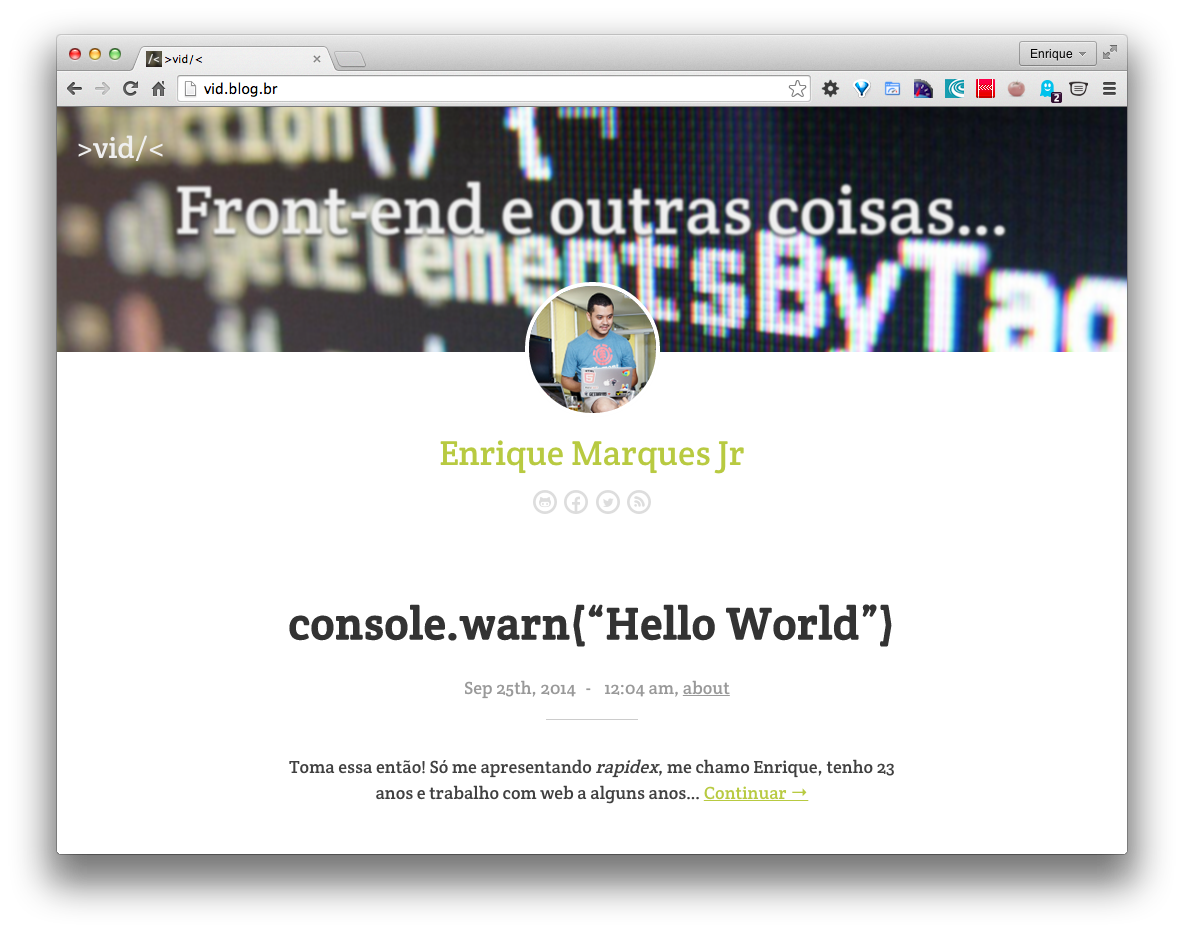 >vid/<
Enrique
vid.blog.br
2
>vid/<
ction() {
Front-end e outras coisas...
.getElementsByTag
Enrique Marques Jr
console.warn(“Hello World”)
Sep 25th, 2014 - 12:04 am, about
Toma essa então! Só me apresentando rapidex, me chamo Enrique, tenho 23
anos e trabalho com web a alguns anos... Continuar →